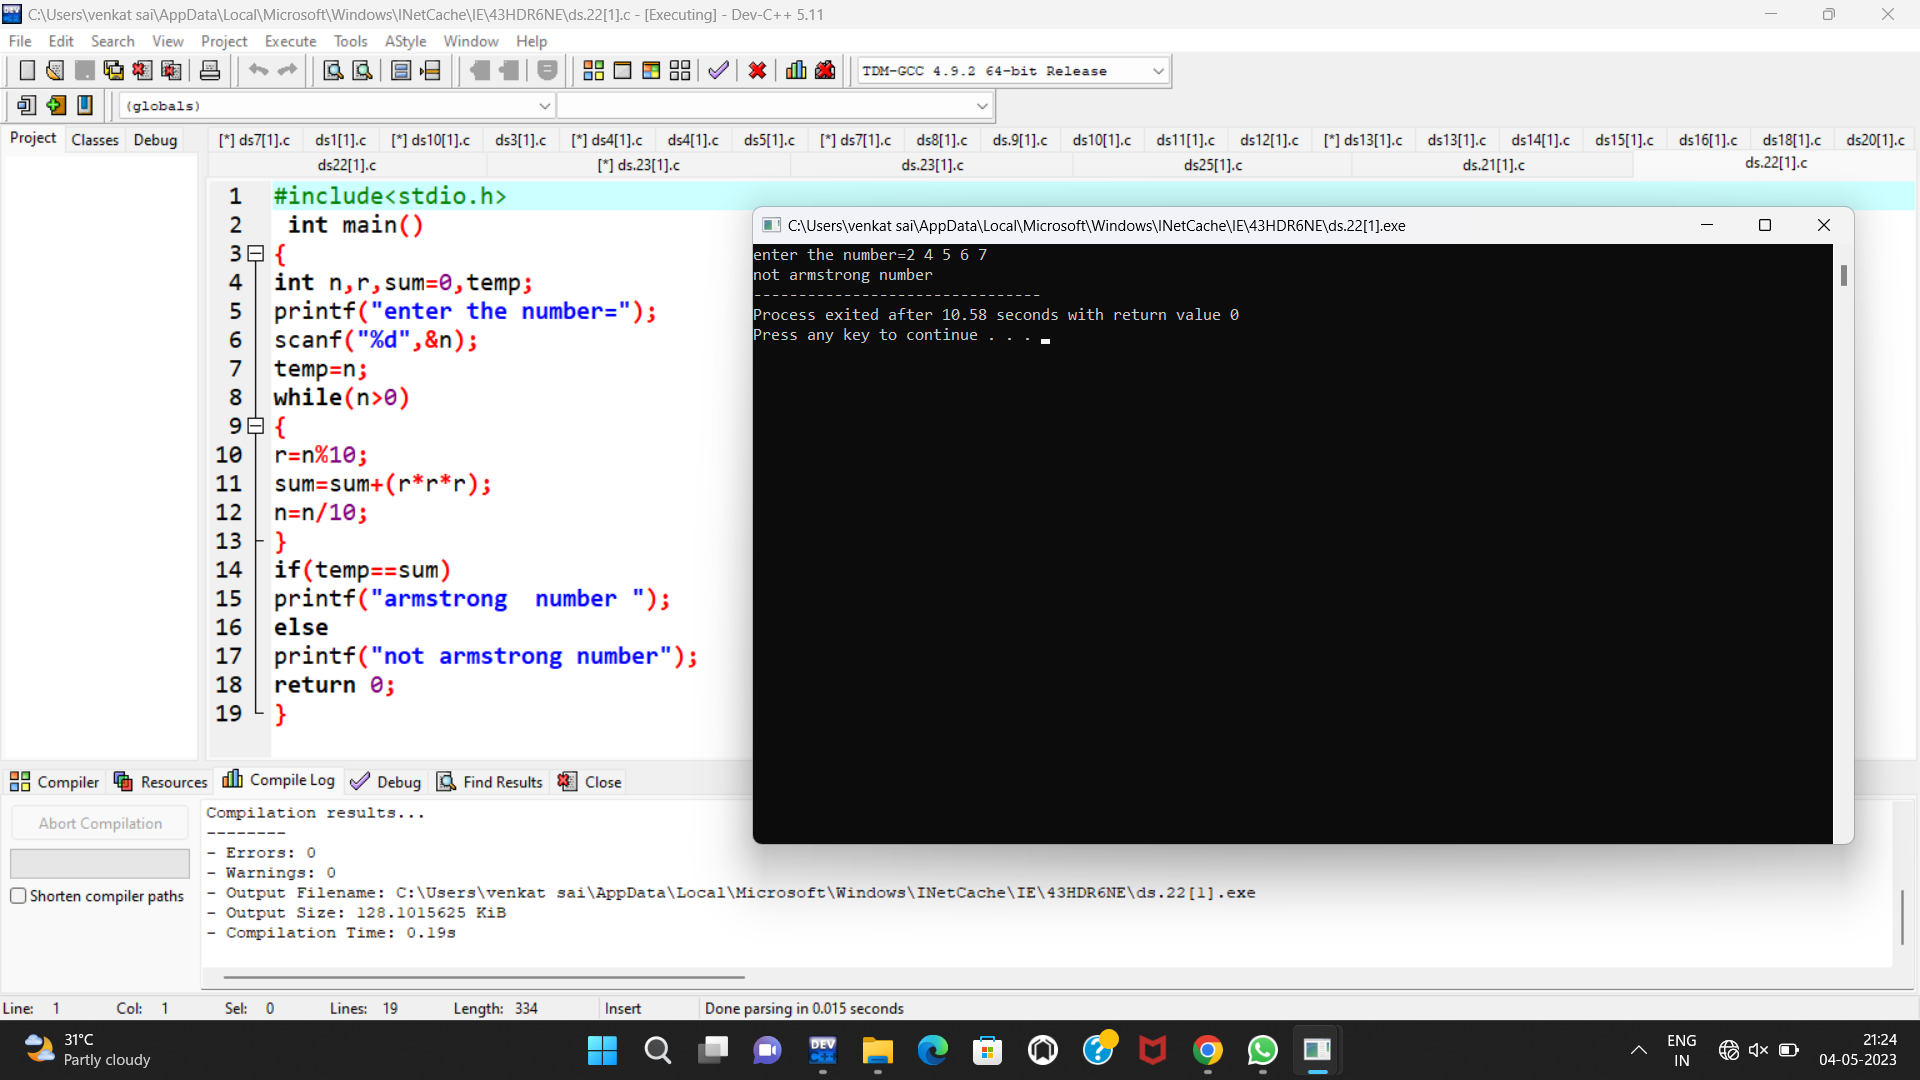 C:\Users\venkat sai\AppData\Local\Microsoft\Windows\INetCache\IE\43HDR6NE\ds.22[1].c - [Executing] - Dev-C++ 5.11
File Edit Search View Project Execute Tools AStyle Window Help
TDM-GCC 4.9.2 64-bit Release
(globals)
Project Classes Debug
[*] ds7[1].c ds1[1].c [*] ds10[1].c ds3[1].c [*] ds4[1].c ds4[1].c ds5[1].c [*] ds7[1].c ds8[1].c ds.9[1].c ds10[1].c ds11[1].c ds12[1].c [*] ds13[1].c ds13[1].c ds14[1].c ds15[1].c ds16[1].c ds18[1].c ds20[1].c
ds22[1].c [*] ds.23[1].c ds.23[1].c ds25[1].c ds.21[1].c ds.22[1].c
1 #include<stdio.h>
2 int main()
3 {
4 int n,r,sum=0,temp;
5 printf("enter the number=");
6 scanf("%d",&n);
7 temp=n;
8 while(n>0)
9 {
10 r=n%10;
11 sum=sum+(r*r*r);
12 n=n/10;
13 }
14 if(temp==sum)
15 printf("armstrong  number ");
16 else
17 printf("not armstrong number");
18 return 0;
19 }
C:\Users\venkat sai\AppData\Local\Microsoft\Windows\INetCache\IE\43HDR6NE\ds.22[1].exe
enter the number=2 4 5 6 7
not armstrong number
--------------------------------
Process exited after 10.58 seconds with return value 0
Press any key to continue . . .
Compiler Resources Compile Log Debug Find Results Close
Abort Compilation
Shorten compiler paths
Compilation results...
--------
- Errors: 0
- Warnings: 0
- Output Filename: C:\Users\venkat sai\AppData\Local\Microsoft\Windows\INetCache\IE\43HDR6NE\ds.22[1].exe
- Output Size: 128.1015625 KiB
- Compilation Time: 0.19s
Line: 1 Col: 1 Sel: 0 Lines: 19 Length: 334 Insert Done parsing in 0.015 seconds
31°C
Partly cloudy
DEV
C++
ENG
IN
21:24
04-05-2023